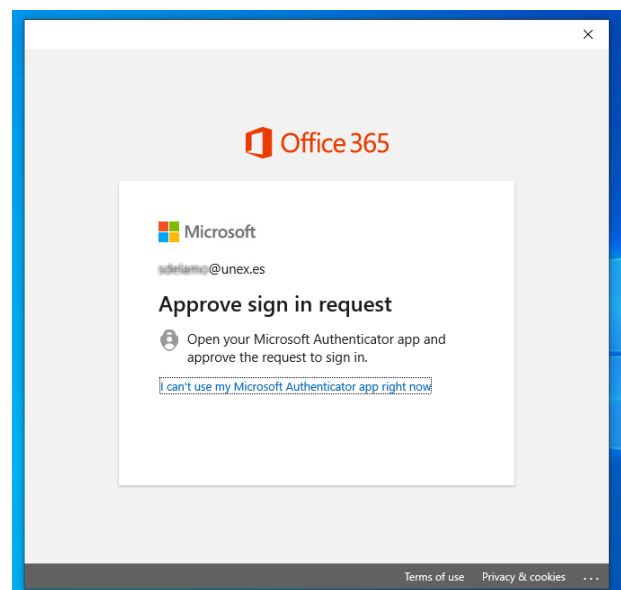 Office 365
Microsoft
@unex.es
Approve sign in request
Open your Microsoft Authenticator app and
approve the request to sign in.
I can't use my Microsoft Authenticator app right now
Terms of use Privacy & cookies ...